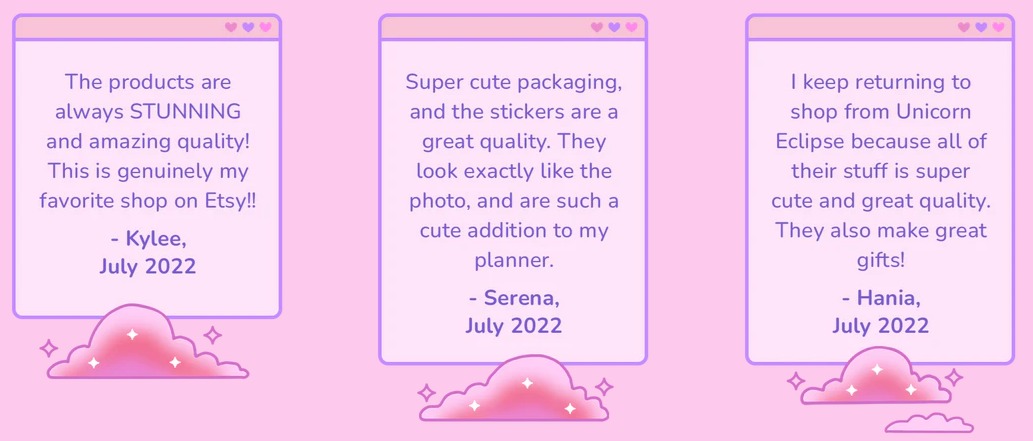 The products are
always STUNNING
and amazing quality!
This is genuinely my
favorite shop on Etsy!!
- Kylee,
July 2022
Super cute packaging,
and the stickers are a
great quality. They
look exactly like the
photo, and are such a
cute addition to my
planner.
- Serena,
July 2022
I keep returning to
shop from Unicorn
Eclipse because all of
their stuff is super
cute and great quality.
They also make great
gifts!
- Hania,
July 2022